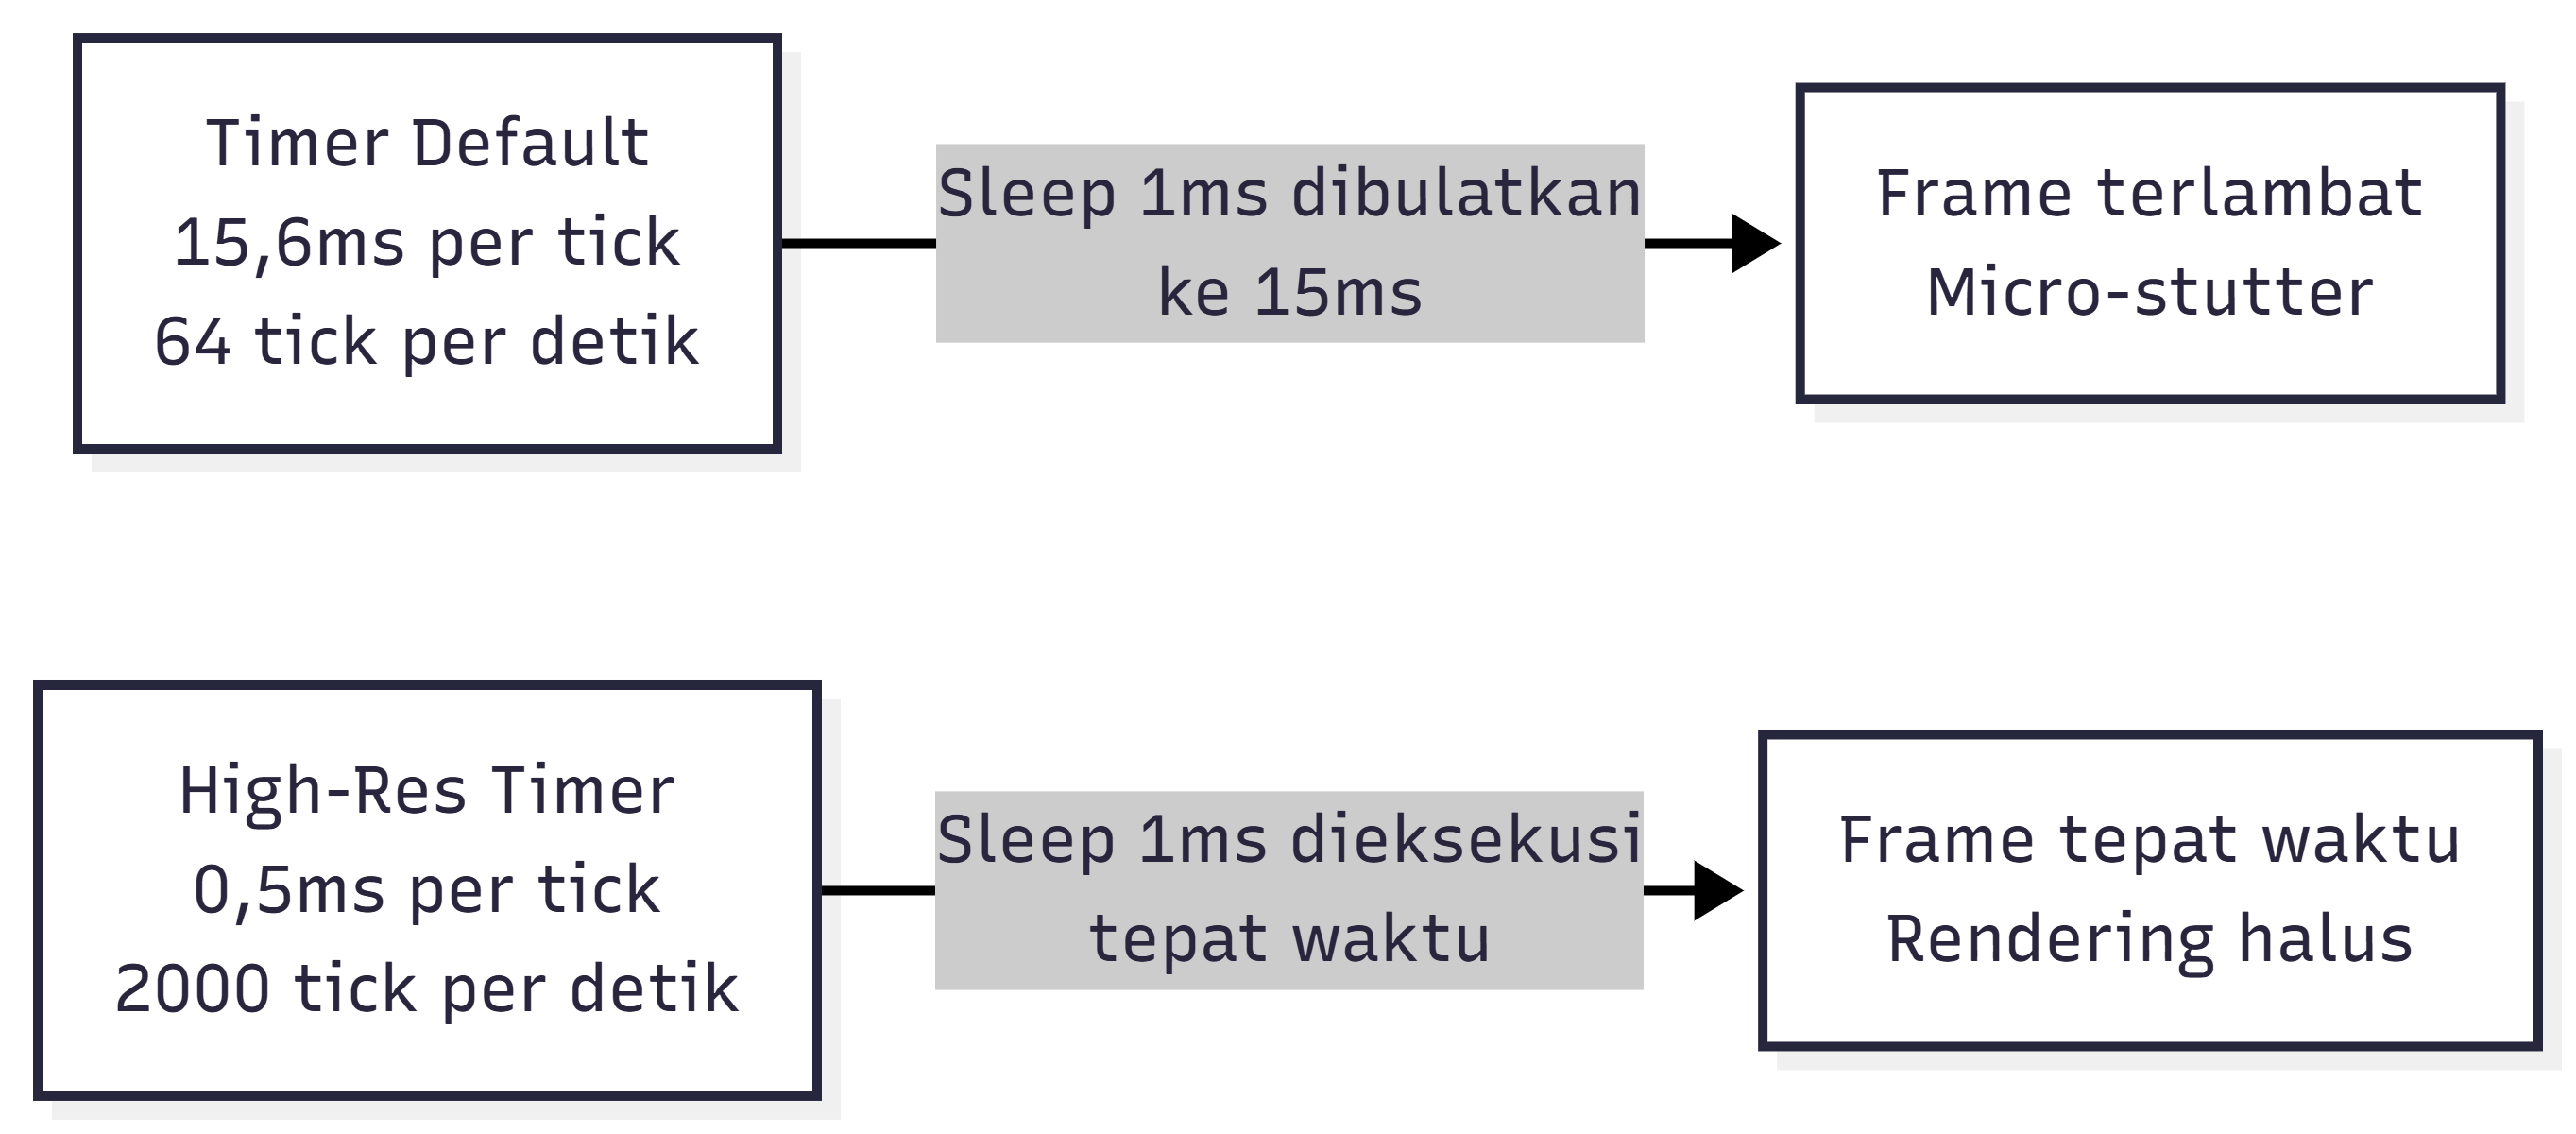 Timer Default
15,6ms per tick
64 tick per detik
Sleep 1ms dibulatkan
ke 15ms
Frame terlambat
Micro-stutter
High-Res Timer
0,5ms per tick
2000 tick per detik
Sleep 1ms dieksekusi
tepat waktu
Frame tepat waktu
Rendering halus